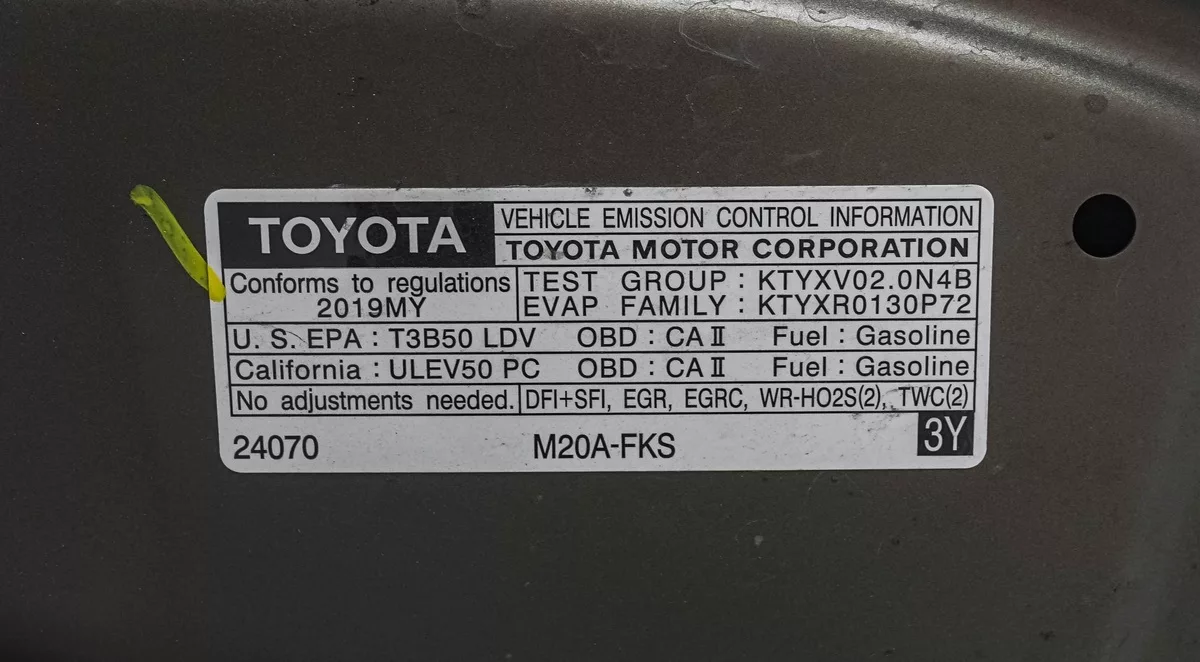 TOYOTA
VEHICLE EMISSION CONTROL INFORMATION
TOYOTA MOTOR CORPORATION
Conforms to regulations
2019MY
TEST GROUP : KTYXV02.0N4B
EVAP FAMILY : KTYXR0130P72
U. S. EPA : T3B50 LDV OBD : CA Ⅱ Fuel : Gasoline
California : ULEV50 PC OBD : CA Ⅱ Fuel : Gasoline
No adjustments needed. DFI+SFI, EGR, EGRC, WR-HO2S(2), TWC(2)
24070 M20A-FKS 3Y